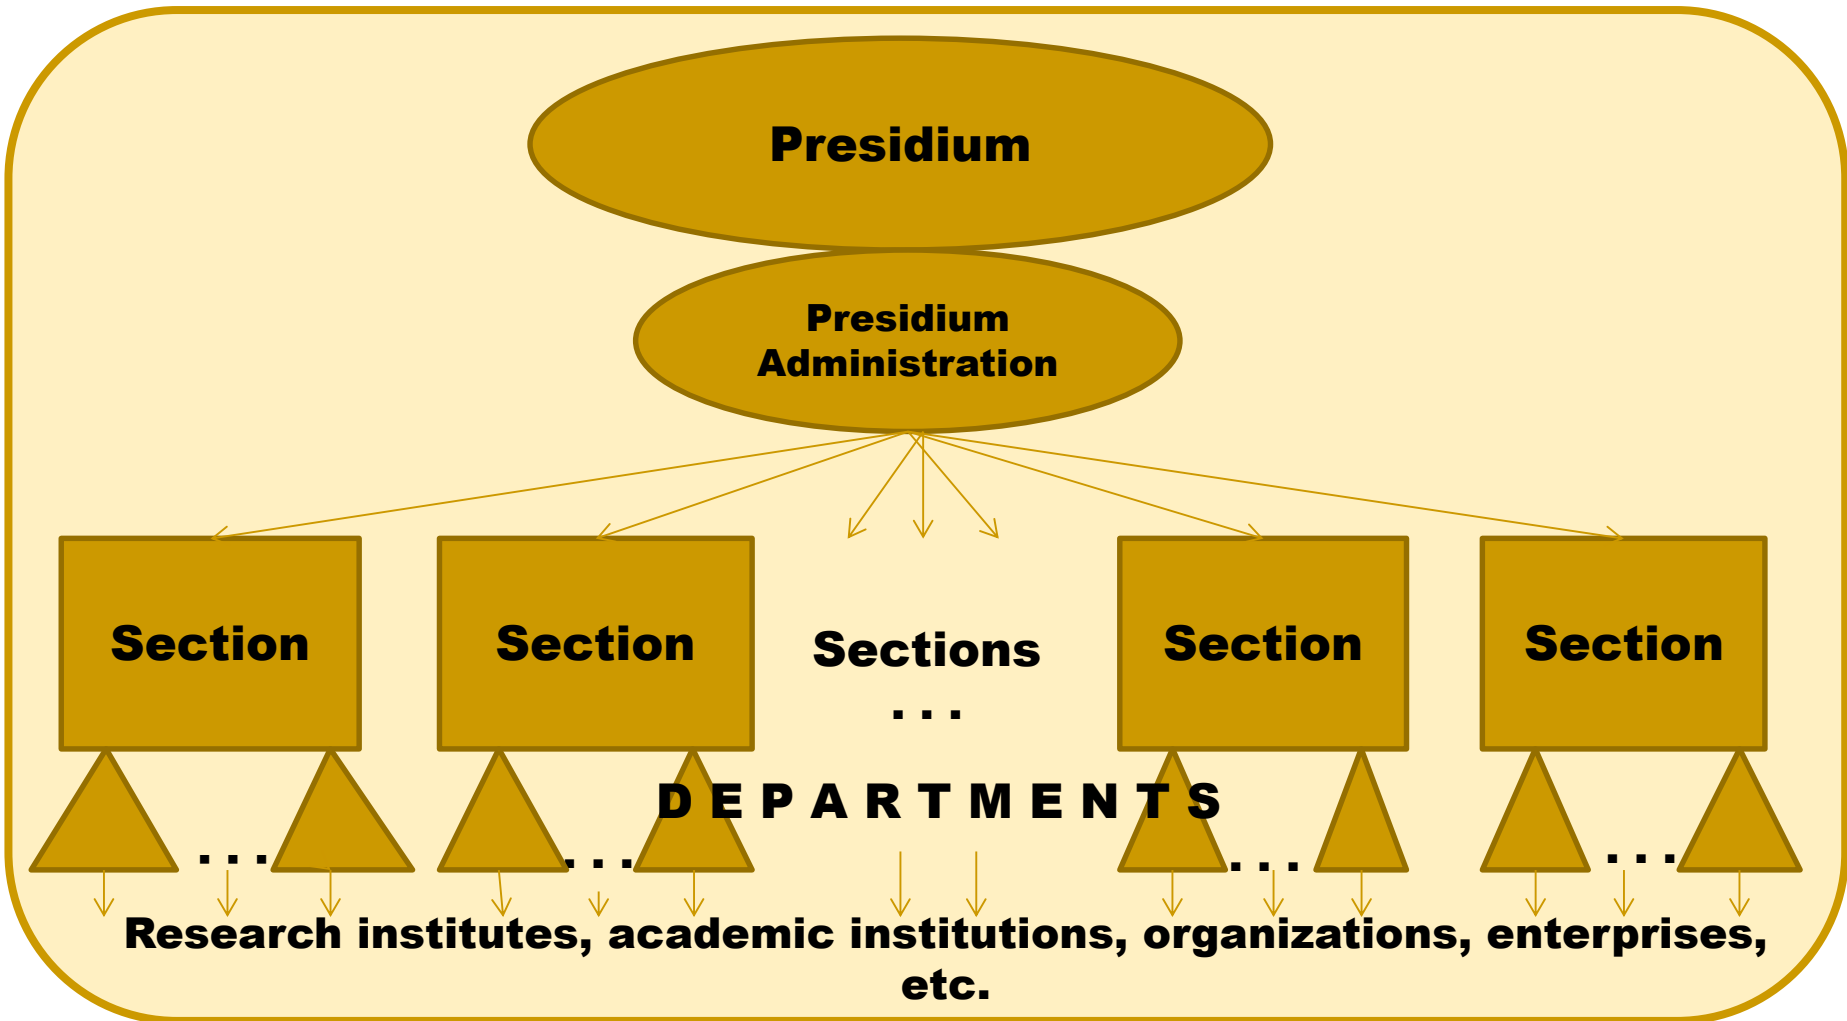 Presidium
Presidium
Administration
Section
Section
Sections
. . .
Section
Section
D E P A R T M E N T S
. . .
. . .
. . .
. . .
Research institutes, academic institutions, organizations, enterprises,
etc.